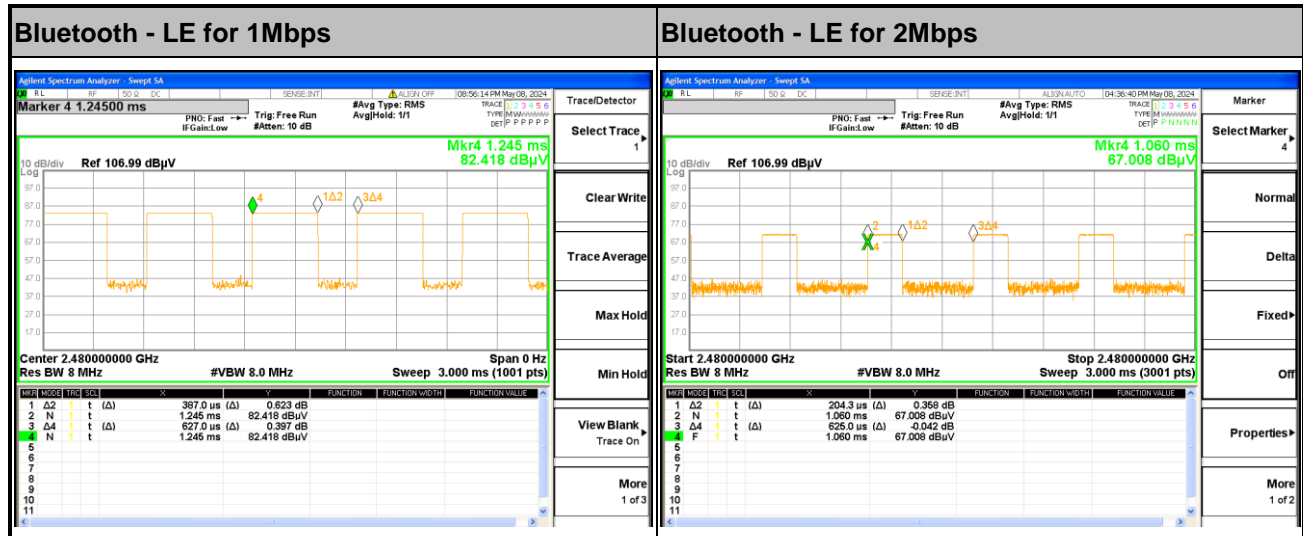 Bluetooth - LE for 1Mbps
Agilent Spectrum Analyzer - Swept SA
RL RF 50 Ω DC SENSE:INT ALIGN OFF 08:56:14 PM May 08, 2024
Marker 4 1.24500 ms
PNO: Fast
IFGain:Low
Trig: Free Run
#Atten: 10 dB
#Avg Type: RMS
Avg|Hold: 1/1
TRACE 1 2 3 4 5 6
TYPE MWWWWW
DET P P P P P P
Mkr4 1.245 ms
82.418 dBµV
10 dB/div Ref 106.99 dBµV
Log
97.0
87.0
77.0
67.0
57.0
47.0
37.0
27.0
17.0
4 1Δ2 3Δ4
Center 2.480000000 GHz Span 0 Hz
Res BW 8 MHz #VBW 8.0 MHz Sweep 3.000 ms (1001 pts)
MKR MODE TRC SCL X Y FUNCTION FUNCTION WIDTH FUNCTION VALUE
1 Δ2 1 t (Δ) 387.0 µs (Δ) 0.623 dB
2 N 1 t 1.245 ms 82.418 dBµV
3 Δ4 1 t (Δ) 627.0 µs (Δ) 0.397 dB
4 N 1 t 1.245 ms 82.418 dBµV
5
6
7
8
9
10
11
Trace/Detector
Select Trace
1
Clear Write
Trace Average
Max Hold
Min Hold
View Blank
Trace On
More
1 of 3
Bluetooth - LE for 2Mbps
Agilent Spectrum Analyzer - Swept SA
RL RF 50 Ω DC SENSE:INT ALIGN AUTO 04:36:40 PM May 08, 2024
PNO: Fast
IFGain:Low
Trig: Free Run
#Atten: 10 dB
#Avg Type: RMS
Avg|Hold: 1/1
TRACE 1 2 3 4 5 6
TYPE MWWWWW
DET P P N N N N
Mkr4 1.060 ms
67.008 dBµV
10 dB/div Ref 106.99 dBµV
Log
97.0
87.0
77.0
67.0
57.0
47.0
37.0
27.0
17.0
2 1Δ2 3Δ4
4
Start 2.480000000 GHz Stop 2.480000000 GHz
Res BW 8 MHz #VBW 8.0 MHz Sweep 3.000 ms (3001 pts)
MKR MODE TRC SCL X Y FUNCTION FUNCTION WIDTH FUNCTION VALUE
1 Δ2 1 t (Δ) 204.3 µs (Δ) 0.358 dB
2 N 1 t 1.060 ms 67.008 dBµV
3 Δ4 1 t (Δ) 625.0 µs (Δ) -0.042 dB
4 F 1 t 1.060 ms 67.008 dBµV
5
6
7
8
9
10
11
Marker
Select Marker
4
Normal
Delta
Fixed
Off
Properties
More
1 of 2